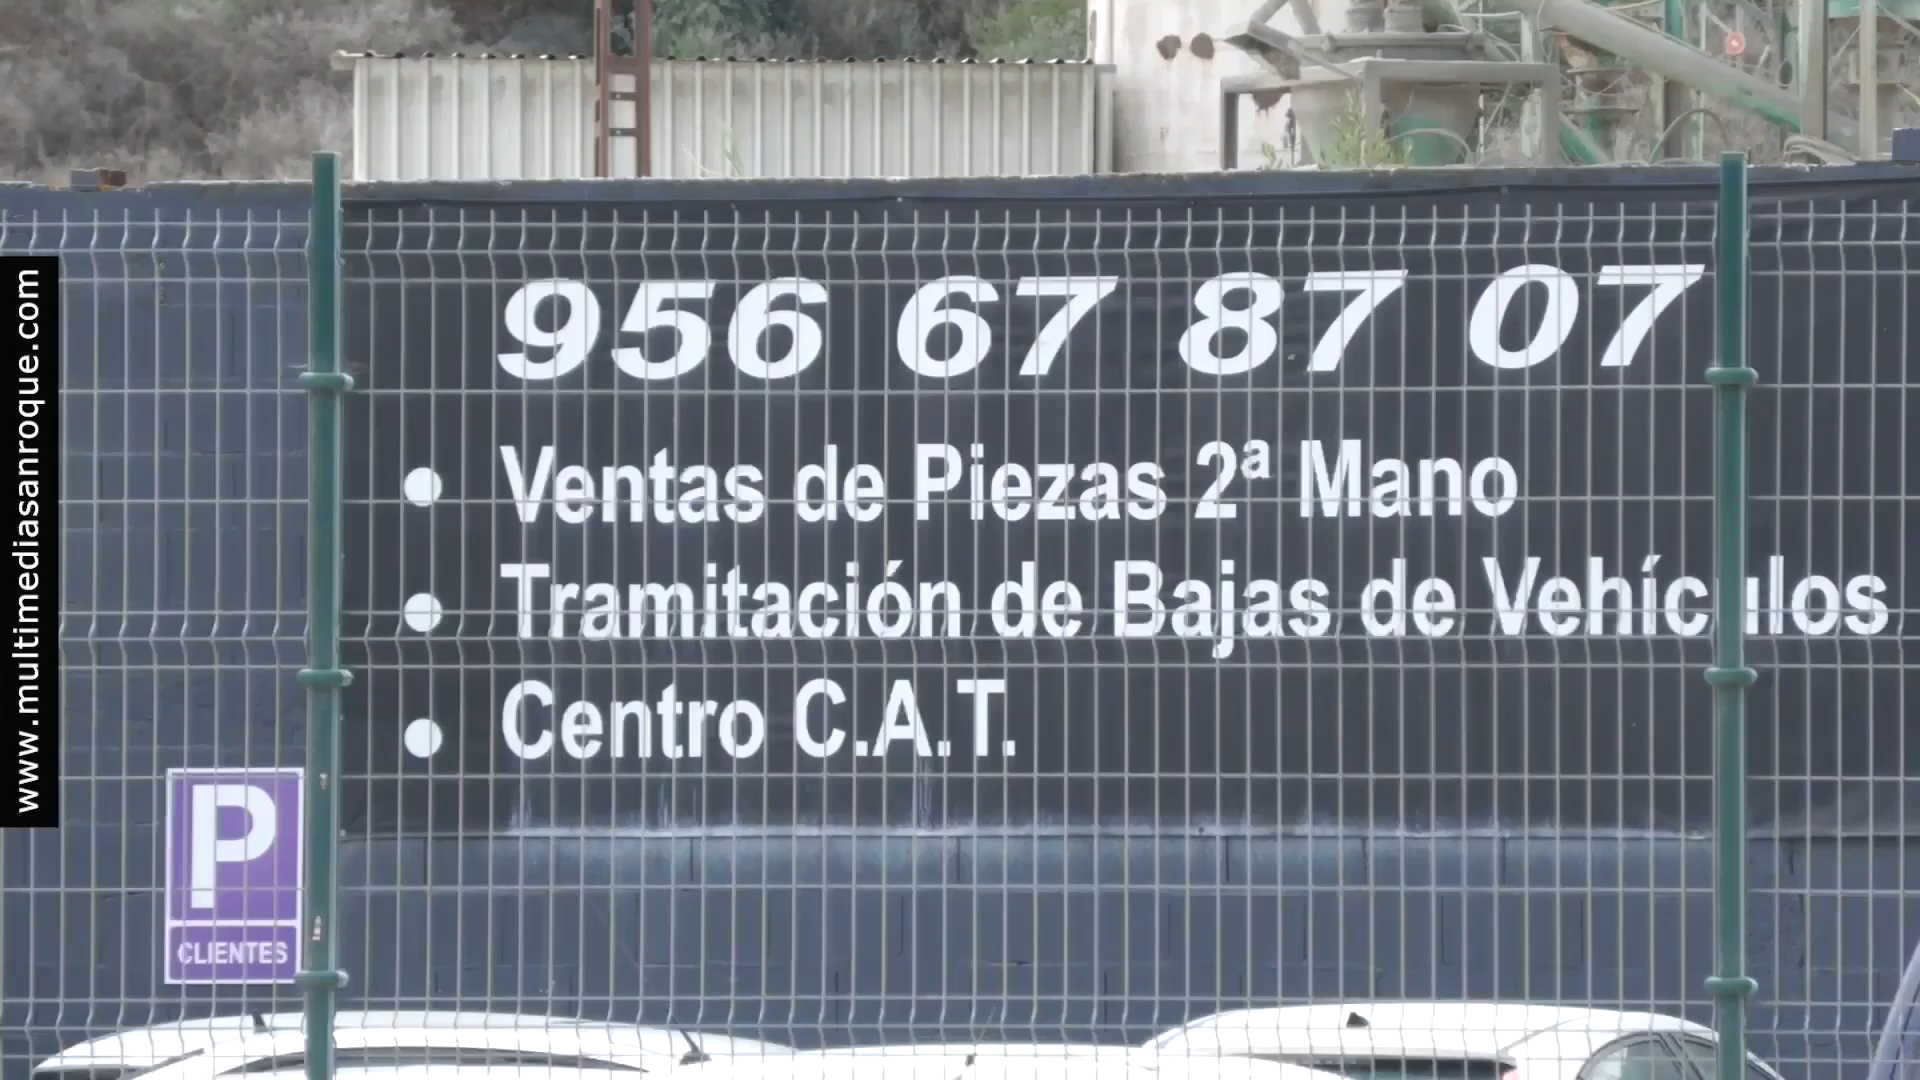 956 67 87 07
• Ventas de Piezas 2ª Mano
• Tramitación de Bajas de Vehículos
• Centro C.A.T.
P
CLIENTES
www.multimediasanroque.com